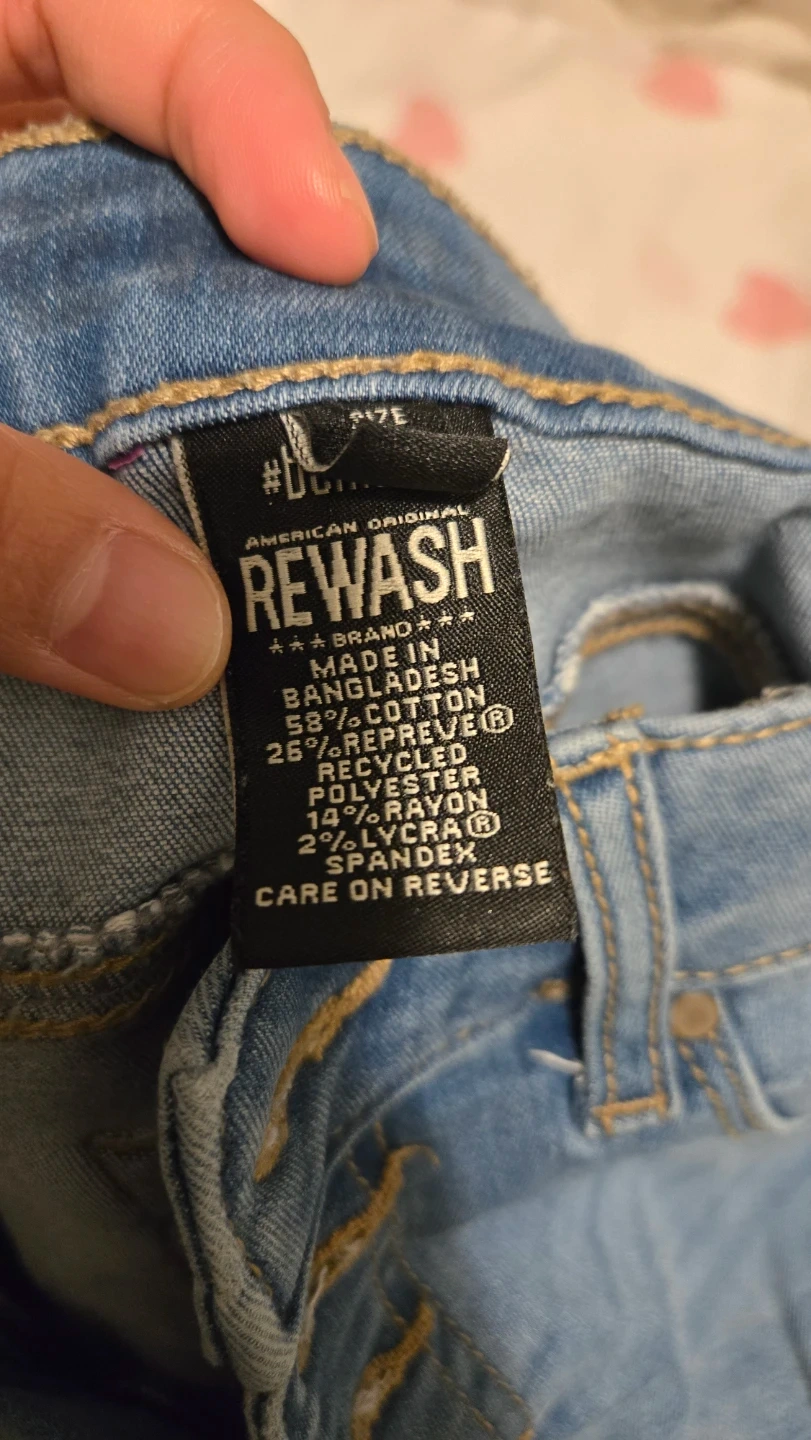 SIZE
AMERICAN ORIGINAL
REWASH
***BRAND***
MADE IN
BANGLADESH
58%COTTON
26%REPREVE®
RECYCLED
POLYESTER
14%RAYON
2%LYCRA®
SPANDEX
CARE ON REVERSE